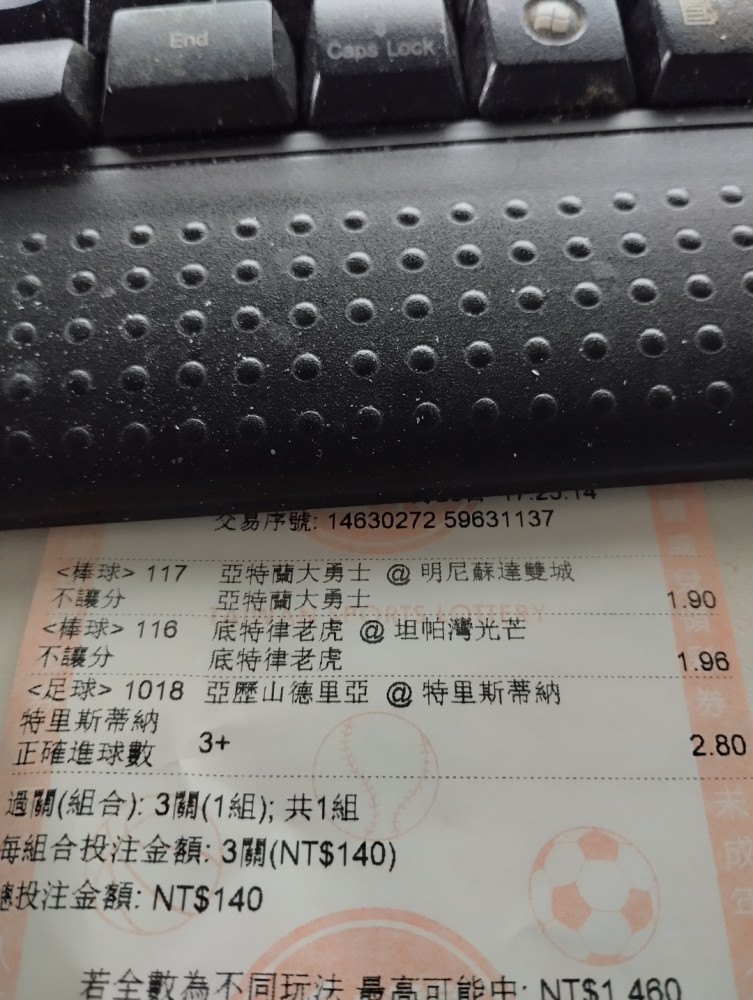 End
Caps Lock
17:25:14
交易序號: 14630272 59631137
<棒球> 117 亞特蘭大勇士 @ 明尼蘇達雙城
不讓分 亞特蘭大勇士 1.90
<棒球> 116 底特律老虎 @ 坦帕灣光芒
不讓分 底特律老虎 1.96
<足球> 1018 亞歷山德里亞 @ 特里斯蒂納
特里斯蒂納
正確進球數 3+ 2.80
過關(組合): 3關(1組); 共1組
每組合投注金額: 3關(NT$140)
總投注金額: NT$140
若全數為不同玩法 最高可能中: NT$1,460
券
未
成